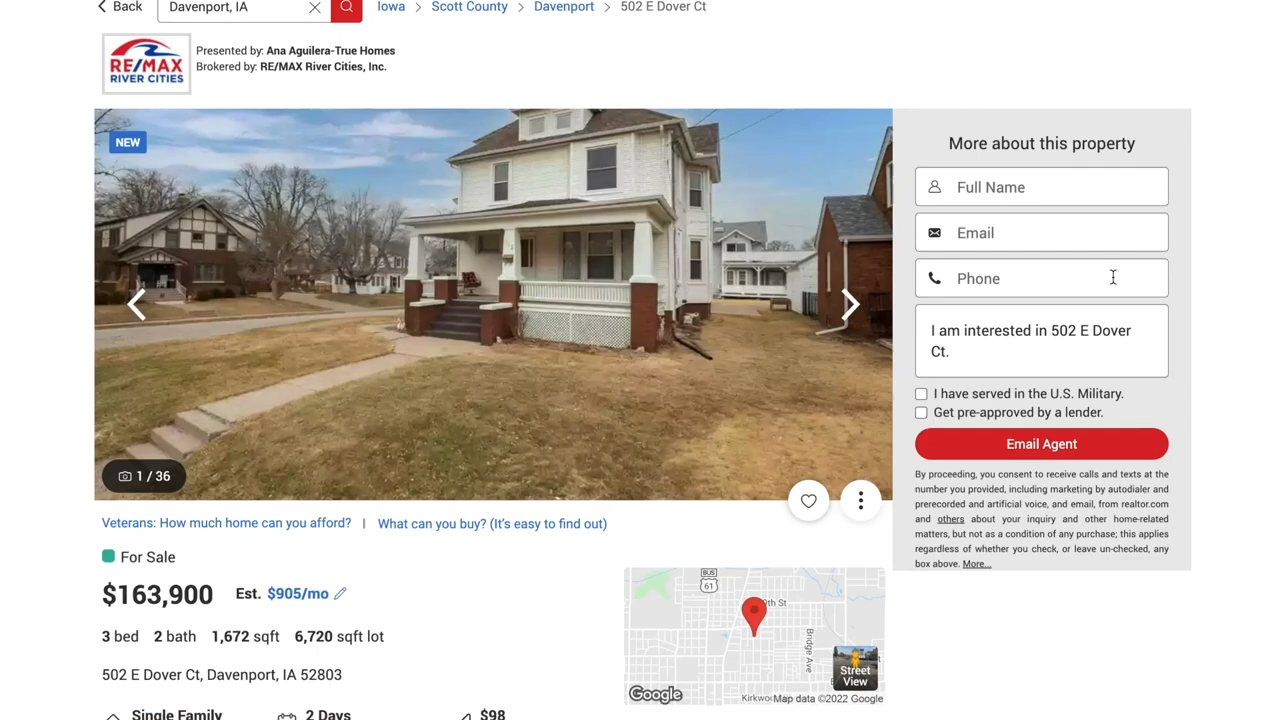 Back
Davenport, IA
Iowa > Scott County > Davenport > 502 E Dover Ct
RE/MAX
RIVER CITIES
Presented by: Ana Aguilera-True Homes
Brokered by: RE/MAX River Cities, Inc.
NEW
1 / 36
More about this property
Full Name
Email
Phone
I am interested in 502 E Dover
Ct.
I have served in the U.S. Military.
Get pre-approved by a lender.
Email Agent
By proceeding, you consent to receive calls and texts at the
number you provided, including marketing by autodialer and
prerecorded and artificial voice, and email, from realtor.com
and others about your inquiry and other home-related
matters, but not as a condition of any purchase; this applies
regardless of whether you check, or leave un-checked, any
box above. More...
Veterans: How much home can you afford? | What can you buy? (It's easy to find out)
For Sale
$163,900 Est. $905/mo
3 bed 2 bath 1,672 sqft 6,720 sqft lot
502 E Dover Ct, Davenport, IA 52803
Single Family 2 Days $98
BUS
61
9th St
Bridge Ave
Street
View
Google
Map data ©2022 Google